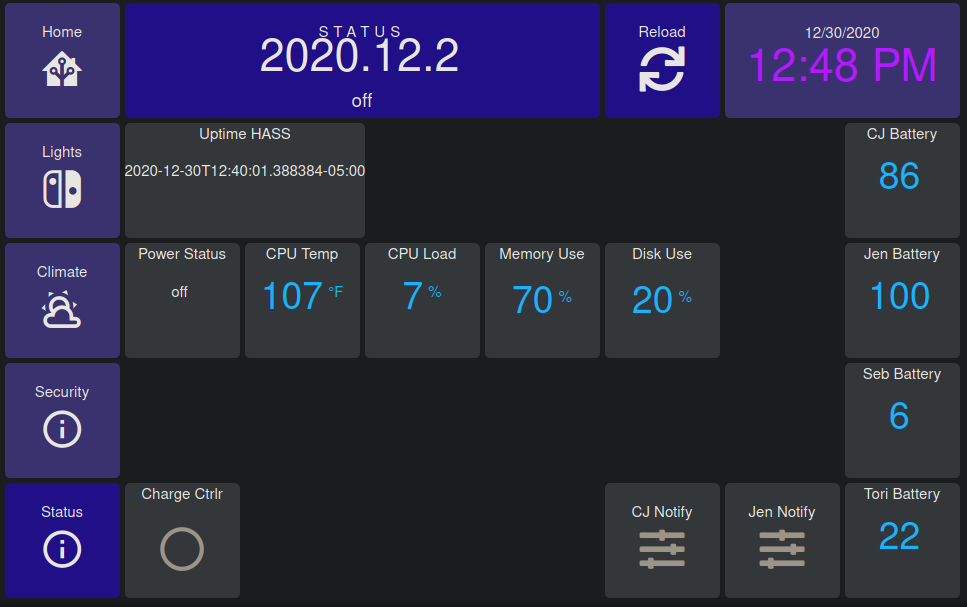 Home
STATUS
2020.12.2
off
Reload
12/30/2020
12:48 PM
Lights
Uptime HASS
2020-12-30T12:40:01.388384-05:00
CJ Battery
86
Climate
Power Status
off
CPU Temp
107 °F
CPU Load
7 %
Memory Use
70 %
Disk Use
20 %
Jen Battery
100
Security
Seb Battery
6
Status
Charge Ctrlr
CJ Notify
Jen Notify
Tori Battery
22